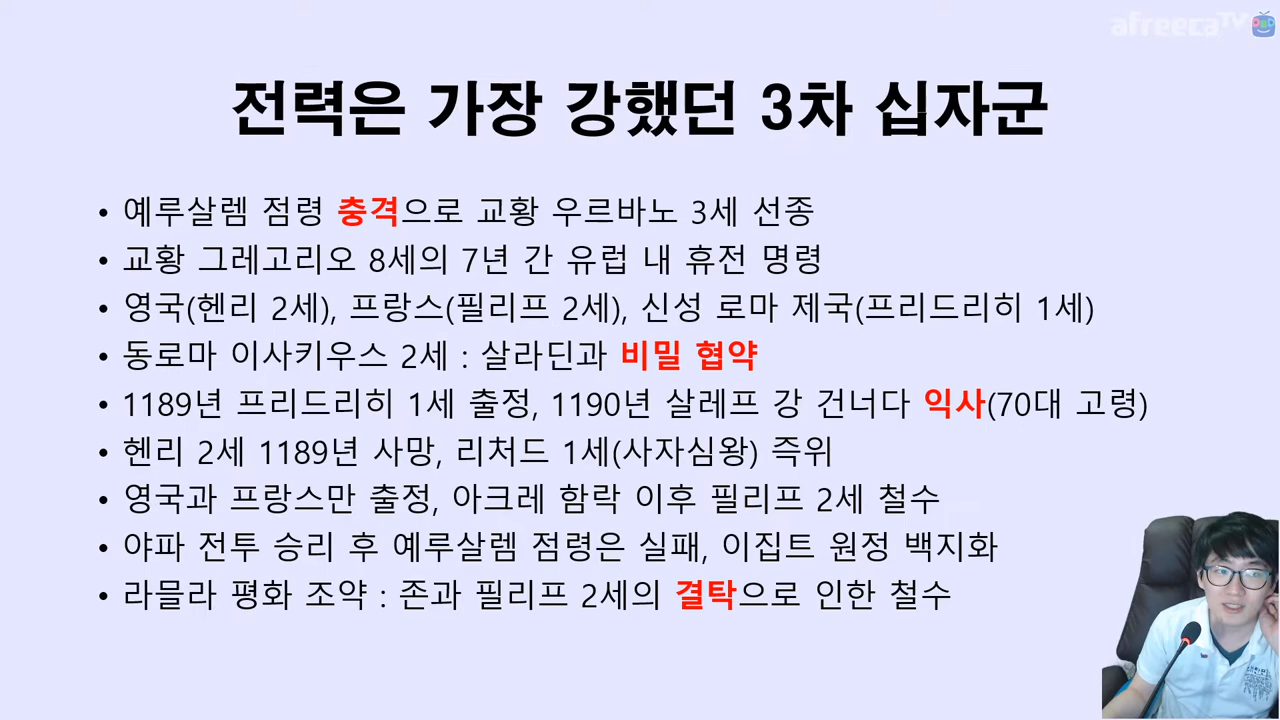 afreecaTV
전력은 가장 강했던 3차 십자군
• 예루살렘 점령 충격으로 교황 우르바노 3세 선종
• 교황 그레고리오 8세의 7년 간 유럽 내 휴전 명령
• 영국(헨리 2세), 프랑스(필리프 2세), 신성 로마 제국(프리드리히 1세)
• 동로마 이사키우스 2세 : 살라딘과 비밀 협약
• 1189년 프리드리히 1세 출정, 1190년 살레프 강 건너다 익사(70대 고령)
• 헨리 2세 1189년 사망, 리처드 1세(사자심왕) 즉위
• 영국과 프랑스만 출정, 아크레 함락 이후 필리프 2세 철수
• 야파 전투 승리 후 예루살렘 점령은 실패, 이집트 원정 백지화
• 라믈라 평화 조약 : 존과 필리프 2세의 결탁으로 인한 철수